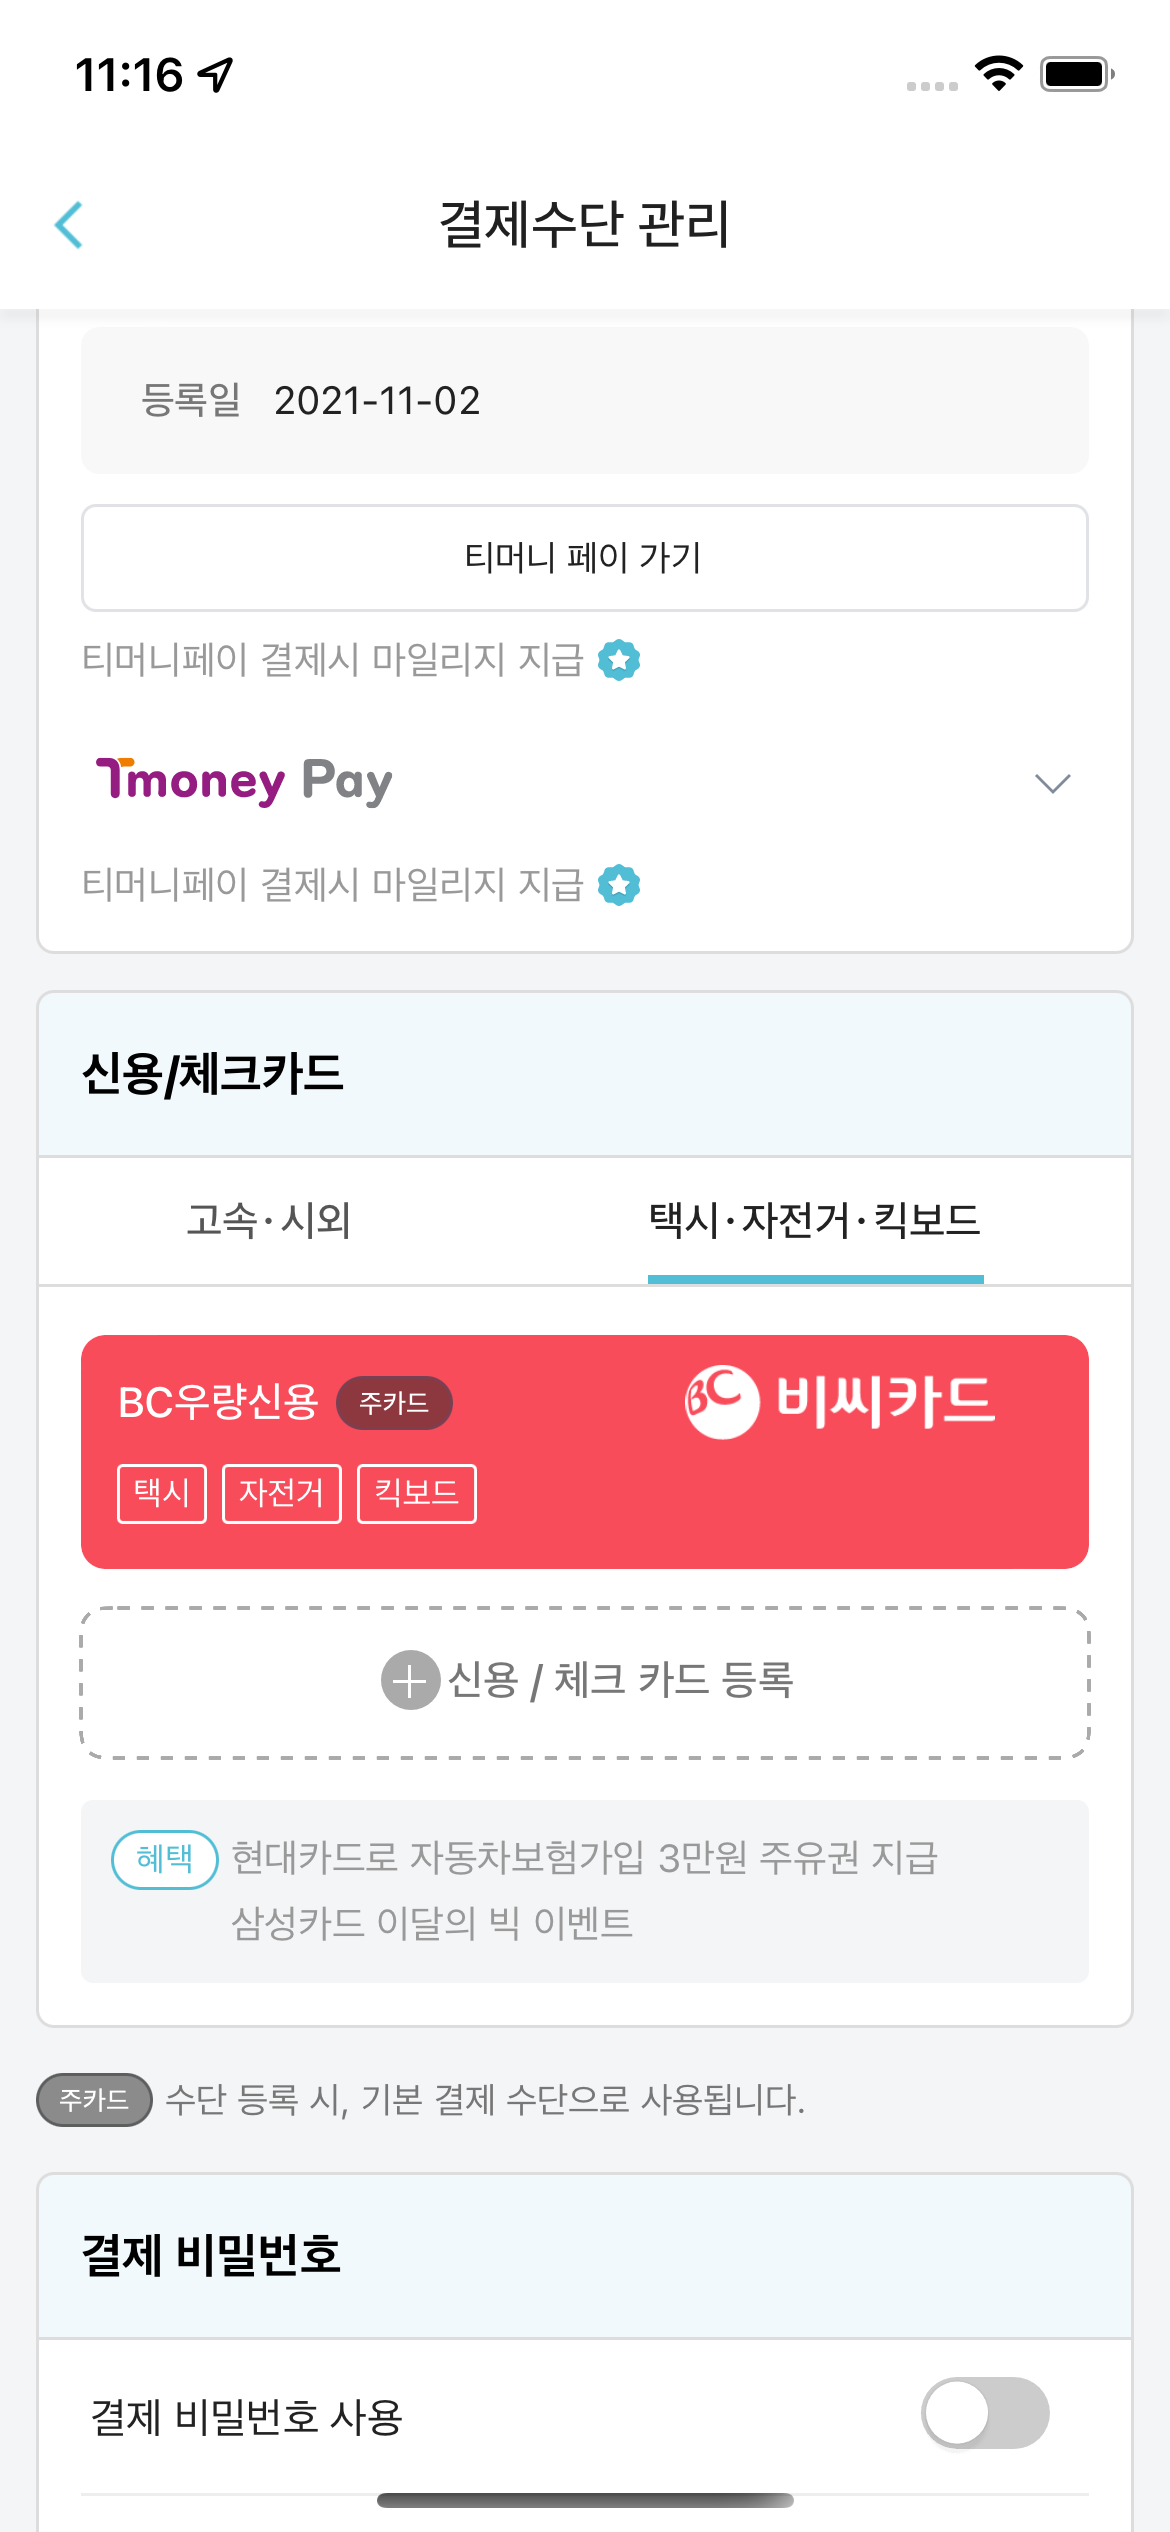 11:16
결제수단 관리
등록일 2021-11-02
티머니 페이 가기
티머니페이 결제시 마일리지 지급
Tmoney Pay
티머니페이 결제시 마일리지 지급
신용/체크카드
고속·시외 택시·자전거·킥보드
BC우량신용 주카드 BC 비씨카드
택시 자전거 킥보드
신용 / 체크 카드 등록
혜택 현대카드로 자동차보험가입 3만원 주유권 지급
삼성카드 이달의 빅 이벤트
주카드 수단 등록 시, 기본 결제 수단으로 사용됩니다.
결제 비밀번호
결제 비밀번호 사용